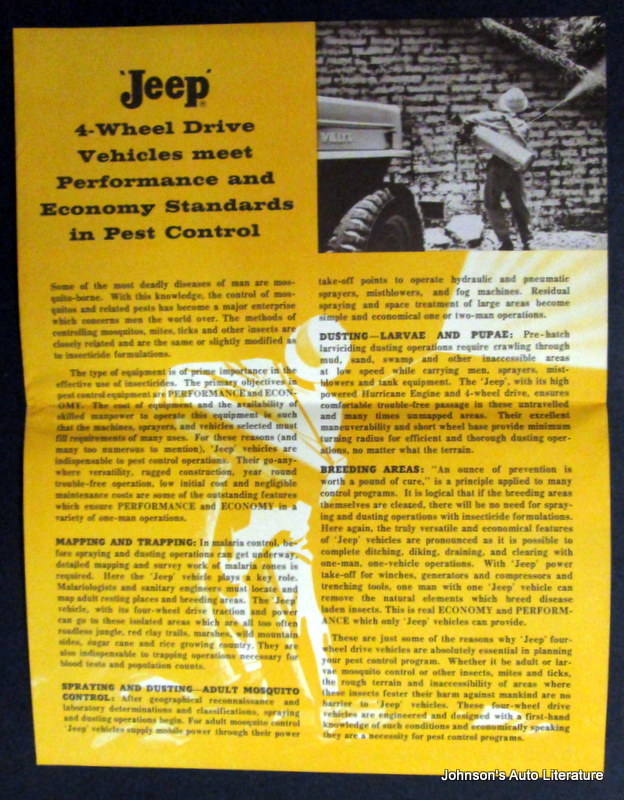 'Jeep'
4-Wheel Drive
Vehicles meet
Performance and
Economy Standards
in Pest Control
WILLYS
Some of the most deadly diseases of man are mos-
quito-borne. With this knowledge, the control of mos-
quitos and related pests has become a major enterprise
which concerns men the world over. The methods of
controlling mosquitos, mites, ticks and other insects are
closely related and are the same or slightly modified as
to insecticide formulations.
The type of equipment is of prime importance in the
effective use of insecticides. The primary objectives in
pest control equipment are PERFORMANCE and ECON-
OMY. The cost of equipment and the availability of
skilled manpower to operate this equipment is such
that the machines, sprayers, and vehicles selected must
fill requirements of many uses. For these reasons (and
many too numerous to mention), 'Jeep' vehicles are
indispensable to pest control operations. Their go-any-
where versatility, rugged construction, year round
trouble-free operation, low initial cost and negligible
maintenance costs are some of the outstanding features
which ensure PERFORMANCE and ECONOMY in a
variety of one-man operations.
MAPPING AND TRAPPING: In malaria control, be-
fore spraying and dusting operations can get underway,
detailed mapping and survey work of malaria zones is
required. Here the 'Jeep' vehicle plays a key role.
Malariologists and sanitary engineers must locate and
map adult resting places and breeding areas. The 'Jeep'
vehicle, with its four-wheel drive traction and power
can go to these isolated areas which are all too often
roadless jungle, red clay trails, marshes, wild mountain
sides, sugar cane and rice growing country. They are
also indispensable to trapping operations necessary for
blood tests and population counts.
SPRAYING AND DUSTING—ADULT MOSQUITO
CONTROL: After geographical reconnaissance and
laboratory determinations and classifications, spraying
and dusting operations begin. For adult mosquito control
'Jeep' vehicles supply mobile power through their power
take-off points to operate hydraulic and pneumatic
sprayers, mistblowers, and fog machines. Residual
spraying and space treatment of large areas become
simple and economical one or two-man operations.
DUSTING—LARVAE AND PUPAE: Pre-hatch
larviciding dusting operations require crawling through
mud, sand, swamp and other inaccessible areas
at low speed while carrying men, sprayers, mist-
blowers and tank equipment. The 'Jeep', with its high
powered Hurricane Engine and 4-wheel drive, ensures
comfortable trouble-free passage in these untravelled
and many times unmapped areas. Their excellent
maneuverability and short wheel base provide minimum
turning radius for efficient and thorough dusting oper-
ations, no matter what the terrain.
BREEDING AREAS: "An ounce of prevention is
worth a pound of cure," is a principle applied to many
control programs. It is logical that if the breeding areas
themselves are cleared, there will be no need for spray-
ing and dusting operations with insecticide formulations.
Here again, the truly versatile and economical features
of 'Jeep' vehicles are pronounced as it is possible to
complete ditching, diking, draining, and clearing with
one-man, one-vehicle operations. With 'Jeep' power
take-off for winches, generators and compressors and
trenching tools, one man with one 'Jeep' vehicle can
remove the natural elements which breed disease
laden insects. This is real ECONOMY and PERFORM-
ANCE which only 'Jeep' vehicles can provide.
These are just some of the reasons why 'Jeep' four-
wheel drive vehicles are absolutely essential in planning
your pest control program. Whether it be adult or lar-
vae mosquito control or other insects, mites and ticks,
the rough terrain and inaccessibility of areas where
these insects fester their harm against mankind are no
barrier to 'Jeep' vehicles. These four-wheel drive
vehicles are engineered and designed with a first-hand
knowledge of such conditions and economically speaking
they are a necessity for pest control programs.
Johnson's Auto Literature